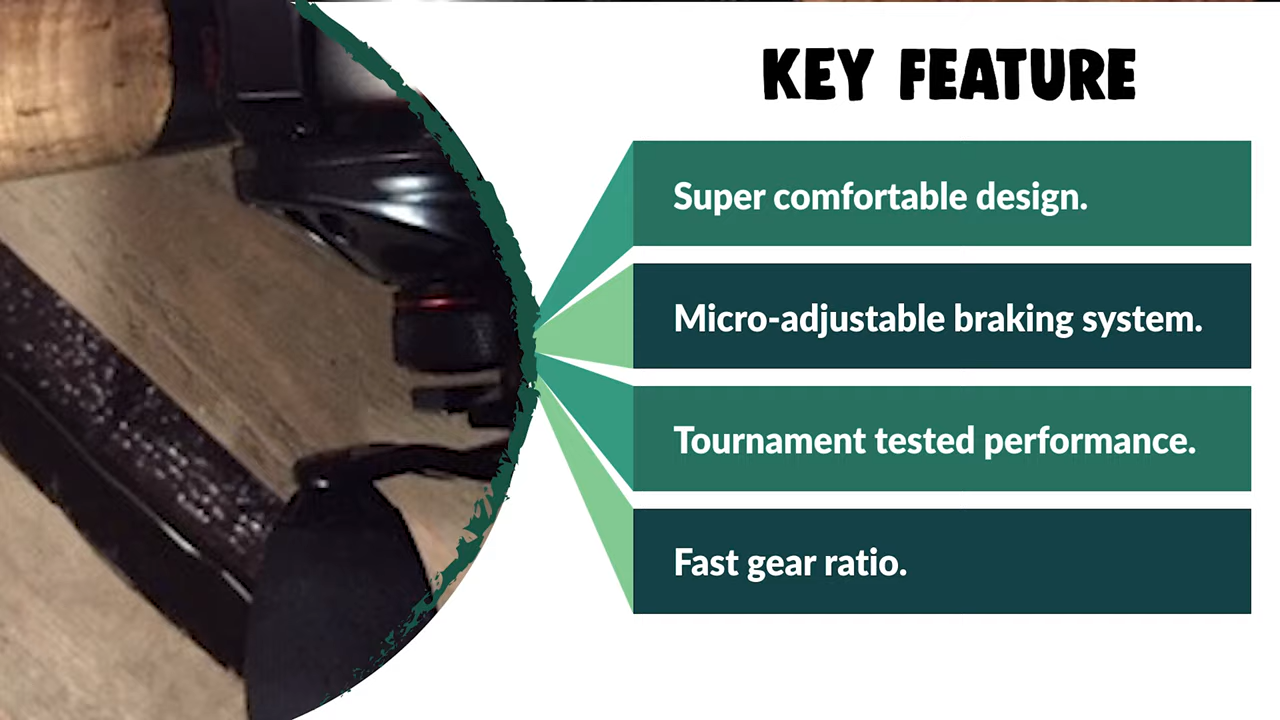 KEY FEATURE
Super comfortable design.
Micro-adjustable braking system.
Tournament tested performance.
Fast gear ratio.